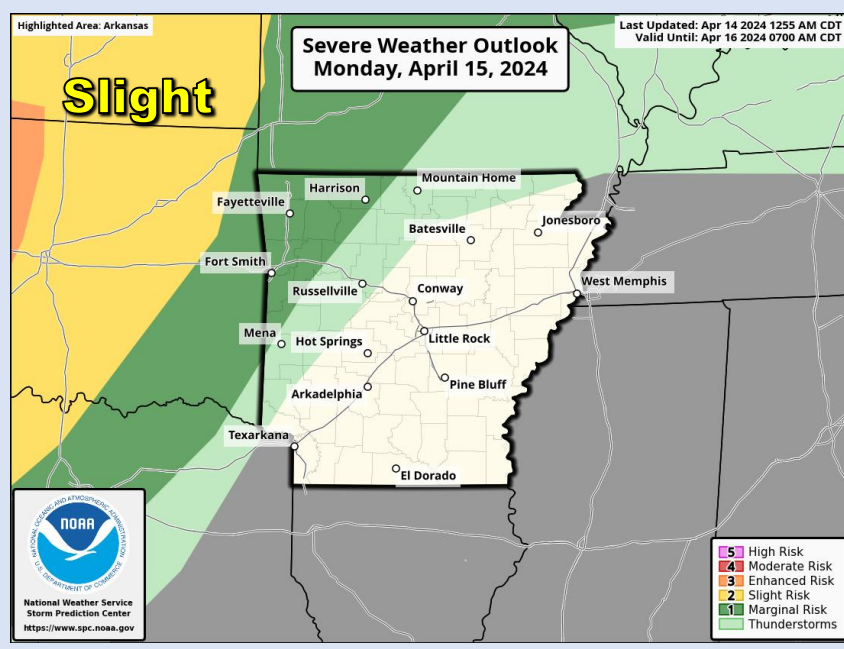 Highlighted Area: Arkansas
Last Updated: Apr 14 2024 1255 AM CDT
Valid Until: Apr 16 2024 0700 AM CDT
Severe Weather Outlook
Monday, April 15, 2024
Slight
Mountain Home
Harrison
Fayetteville
Jonesboro
Batesville
Fort Smith
West Memphis
Russellville
Conway
Mena
Hot Springs
Little Rock
Pine Bluff
Arkadelphia
Texarkana
El Dorado
NATIONAL OCEANIC AND ATMOSPHERIC ADMINISTRATION
NOAA
U.S. DEPARTMENT OF COMMERCE
National Weather Service
Storm Prediction Center
https://www.spc.noaa.gov
5 High Risk
4 Moderate Risk
3 Enhanced Risk
2 Slight Risk
1 Marginal Risk
Thunderstorms